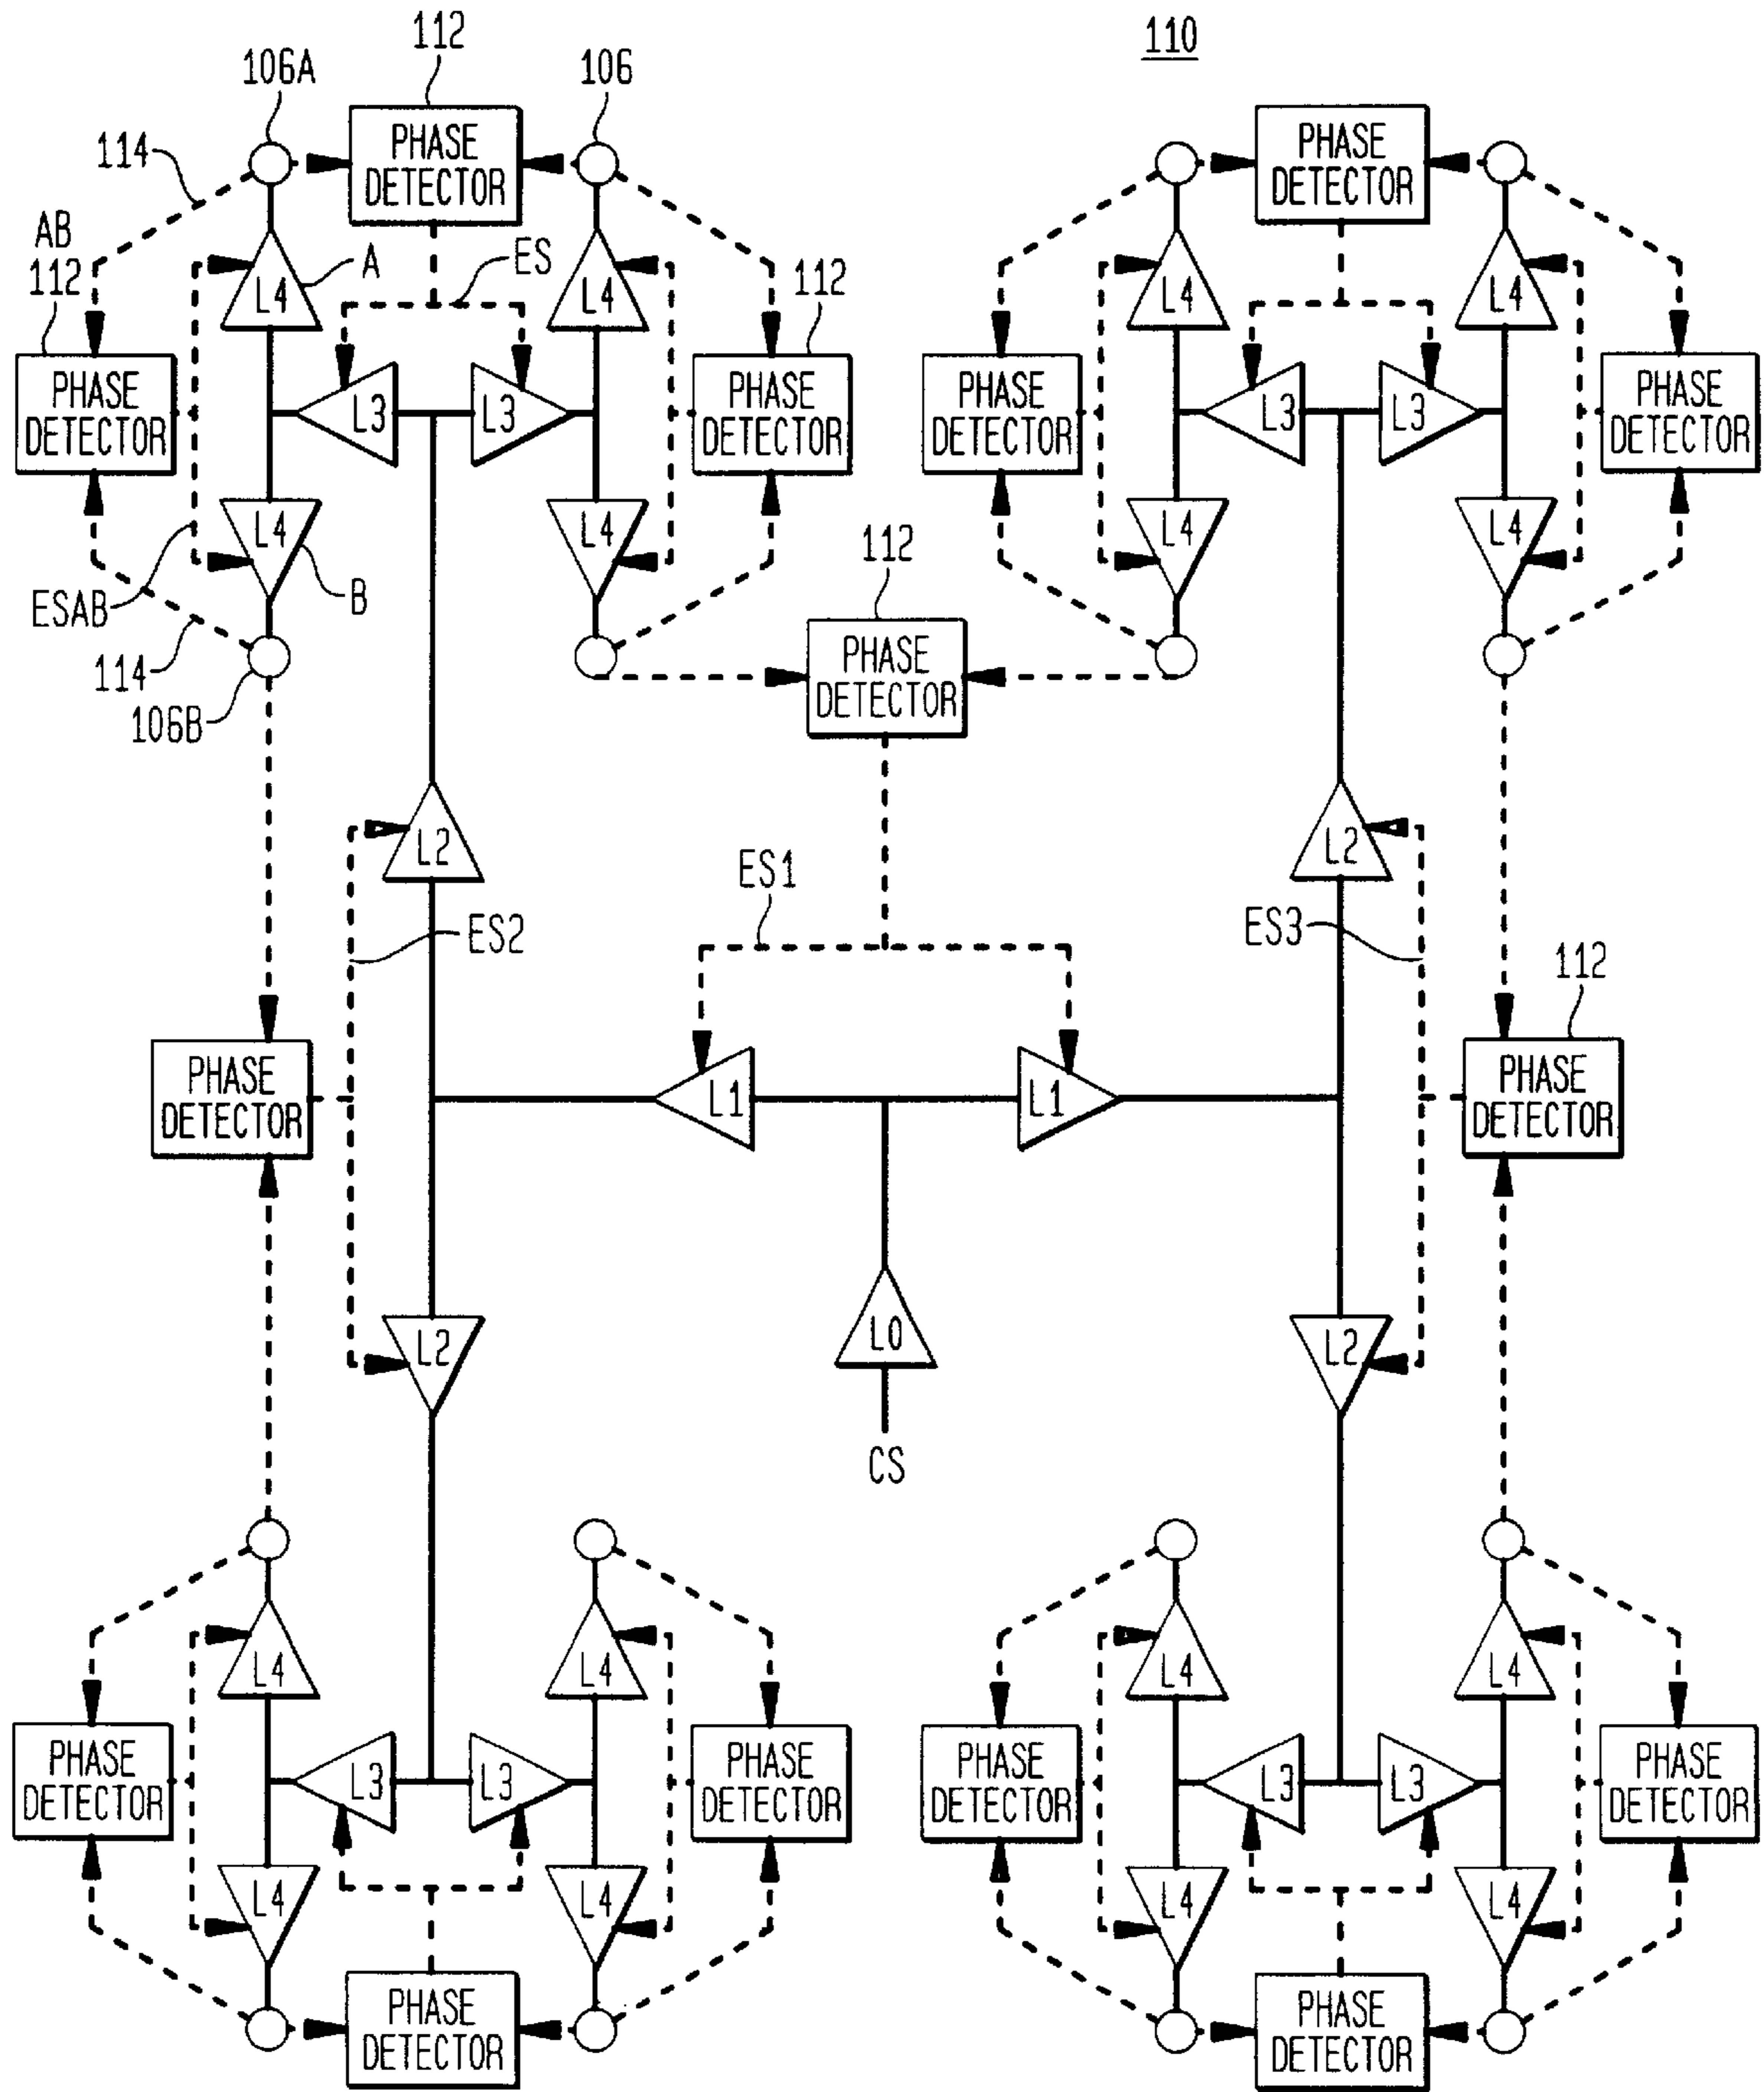 110
112
106A
106
114
PHASE
DETECTOR
PHASE
DETECTOR
AB
112
A
ES
L4
L4
L4
L4
112
PHASE
DETECTOR
L3
L3
PHASE
DETECTOR
PHASE
DETECTOR
L3
L3
PHASE
DETECTOR
L4
L4
L4
L4
ESAB
B
112
114
106B
PHASE
DETECTOR
L2
L2
ES1
ES2
ES3
112
PHASE
DETECTOR
L1
L1
PHASE
DETECTOR
L2
L0
L2
CS
L4
L4
L4
L4
PHASE
DETECTOR
L3
L3
PHASE
DETECTOR
PHASE
DETECTOR
L3
L3
PHASE
DETECTOR
L4
L4
L4
L4
PHASE
DETECTOR
PHASE
DETECTOR